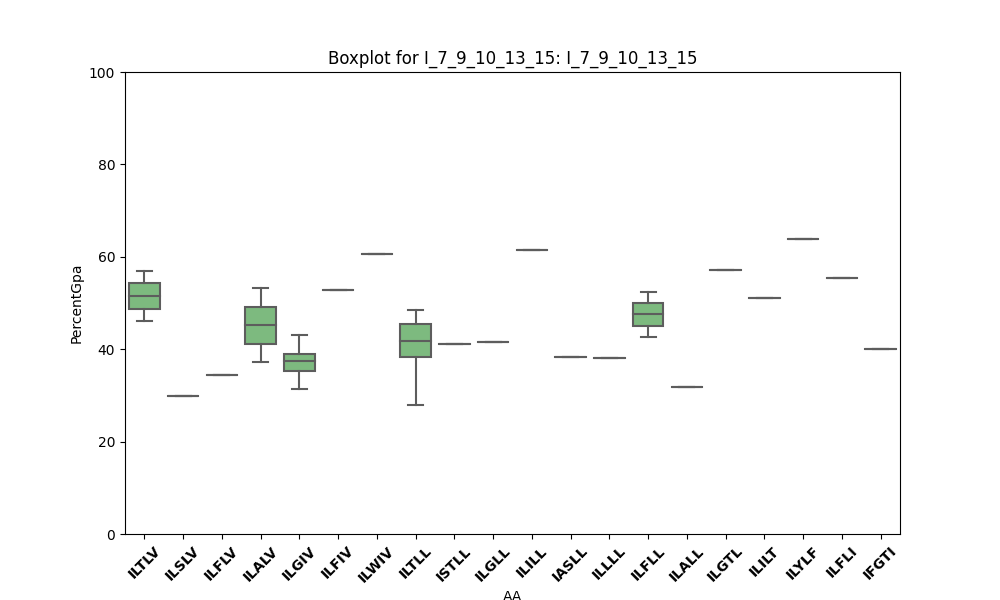 Boxplot for I_7_9_10_13_15: I_7_9_10_13_15
PercentGpa
100
80
60
40
20
0
ILTLV
ILSLV
ILFLV
ILALV
ILGIV
ILFIV
ILWIV
ILTLL
ISTLL
ILGLL
ILILL
IASLL
ILLLL
ILFLL
ILALL
ILGTL
ILILT
ILYLF
ILFLI
IFGTI
AA